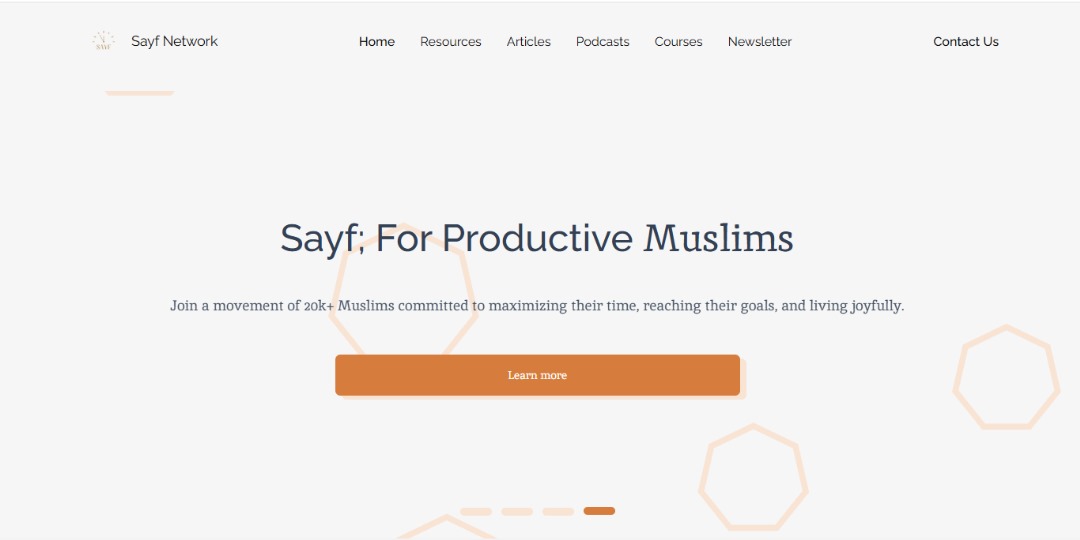 SAYF
Sayf Network
Home Resources Articles Podcasts Courses Newsletter
Contact Us
Sayf; For Productive Muslims
Join a movement of 20k+ Muslims committed to maximizing their time, reaching their goals, and living joyfully.
Learn more